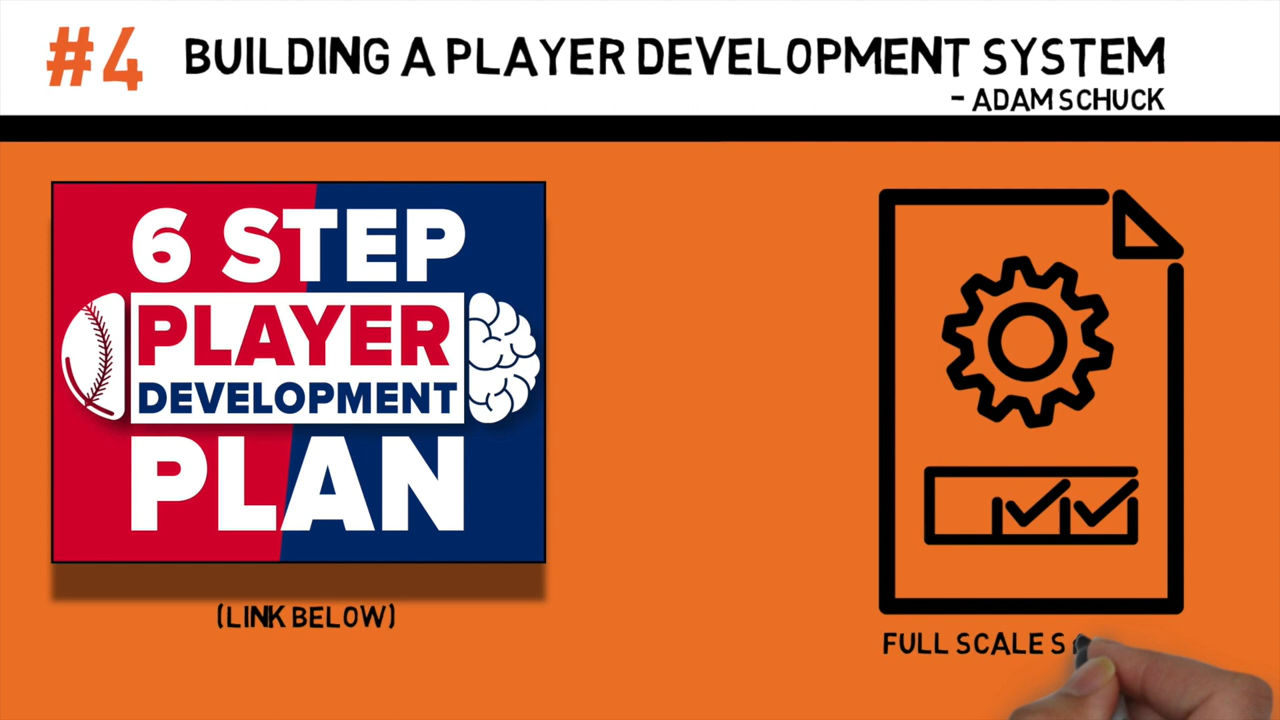 #4 BUILDING A PLAYER DEVELOPMENT SYSTEM
- ADAM SCHUCK
6 STEP
PLAYER
DEVELOPMENT
PLAN
(LINK BELOW)
FULL SCALE S